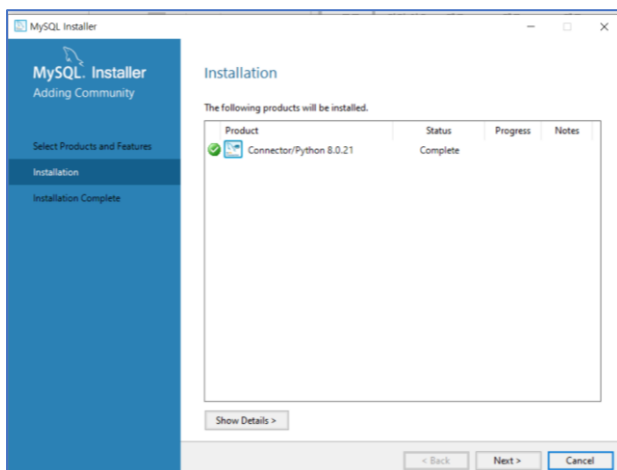 MySQL Installer
MySQL. Installer
Adding Community
Select Products and Features
Installation
Installation Complete
Installation
The following products will be installed.
Product Status Progress Notes
Connector/Python 8.0.21 Complete
Show Details >
< Back Next > Cancel